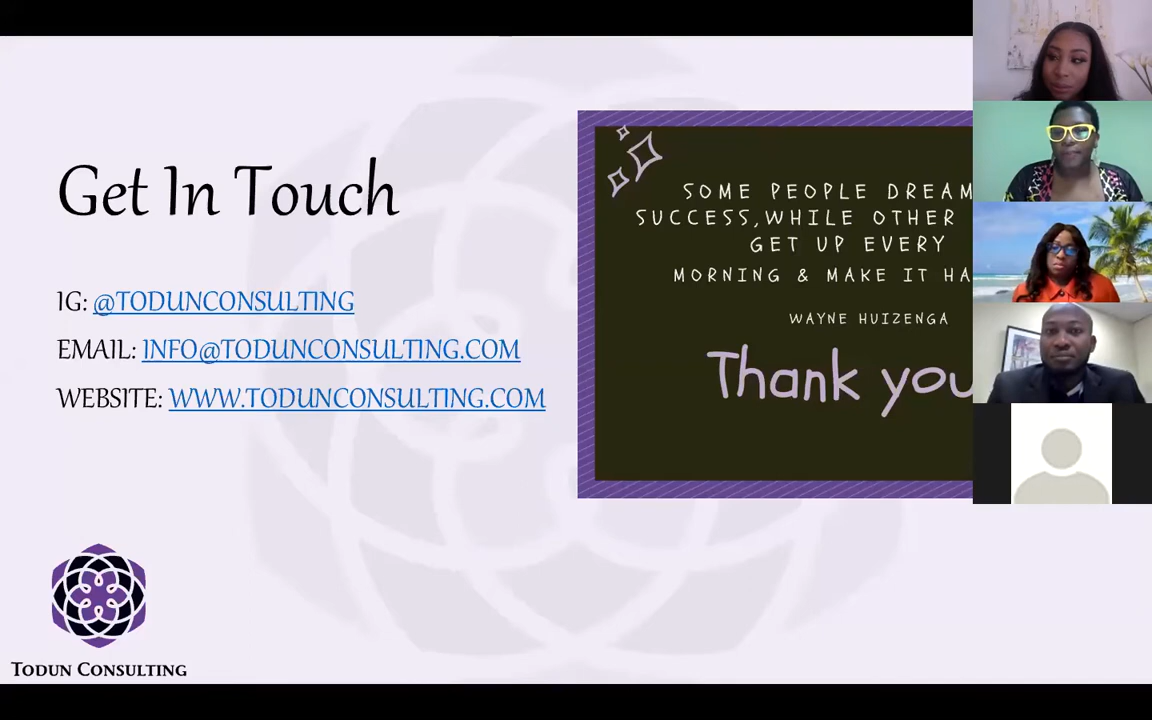 Get In Touch
IG: @TODUNCONSULTING
EMAIL: INFO@TODUNCONSULTING.COM
WEBSITE: WWW.TODUNCONSULTING.COM
SOME PEOPLE DREAM
SUCCESS,WHILE OTHER
GET UP EVERY
MORNING & MAKE IT
WAYNE HUIZENGA
Thank you
TODUN CONSULTING